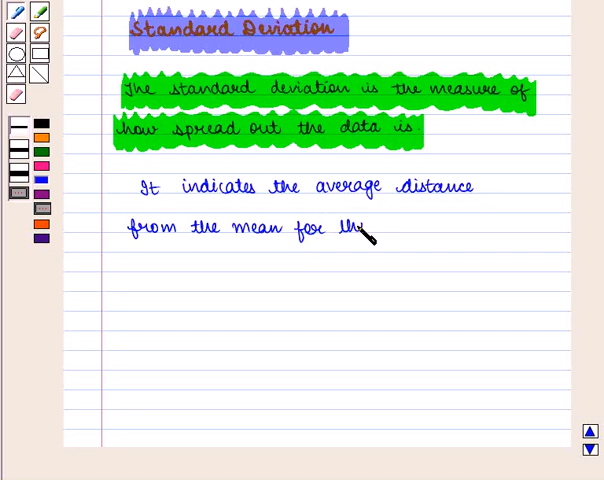 Standard Deviation
The standard deviation is the measure of
how spread out the data is.
It indicates the average distance
from the mean for th